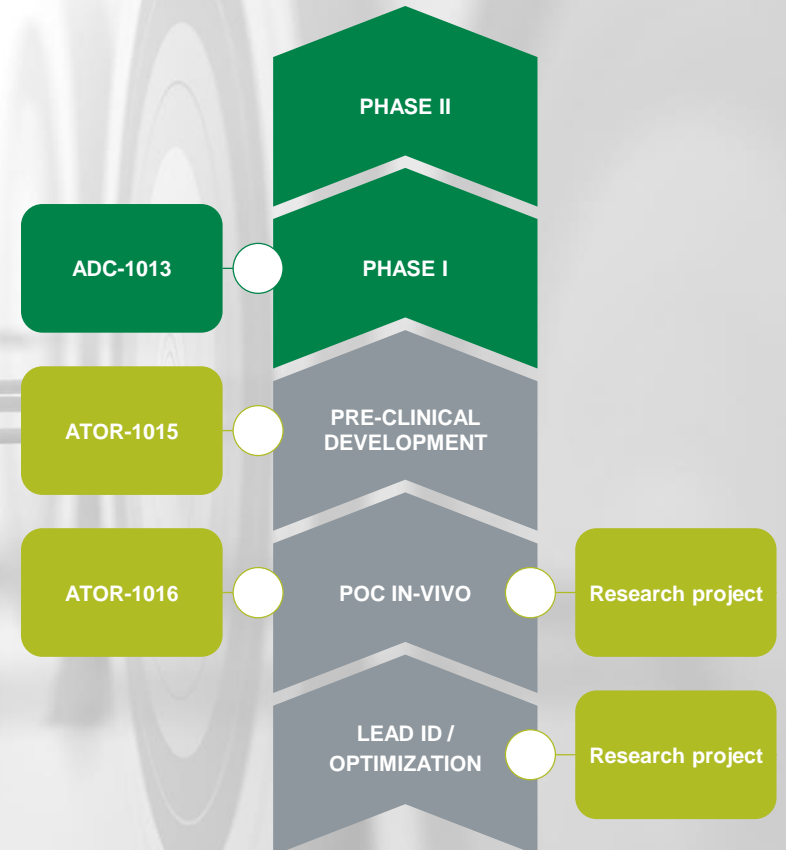 PHASE II
ADC-1013
PHASE I
ATOR-1015
PRE-CLINICAL
DEVELOPMENT
ATOR-1016
POC IN-VIVO
Research project
LEAD ID /
OPTIMIZATION
Research project